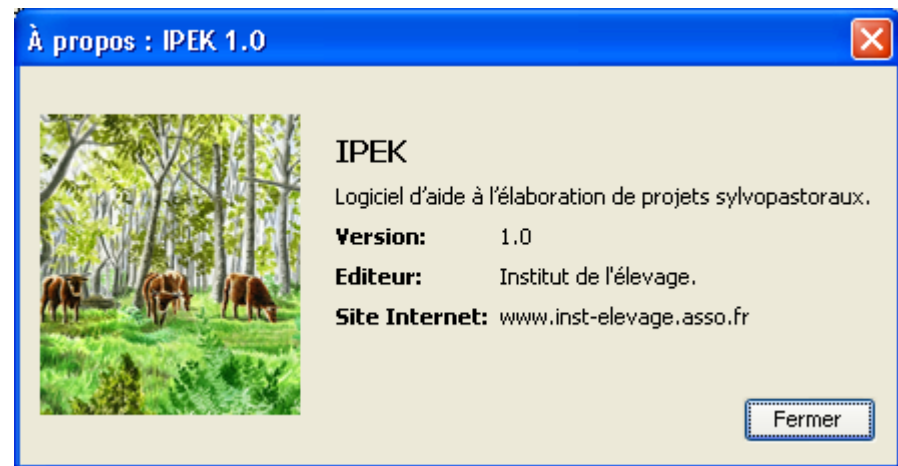 À propos : IPEK 1.0
IPEK
Logiciel d'aide à l'élaboration de projets sylvopastoraux.
Version: 1.0
Editeur: Institut de l'élevage.
Site Internet: www.inst-elevage.asso.fr
Fermer